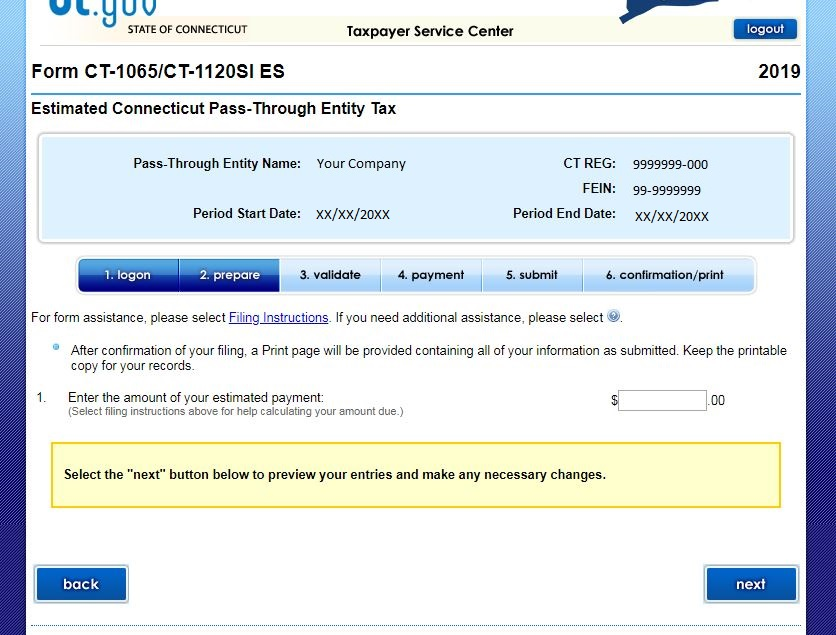 STATE OF CONNECTICUT
Taxpayer Service Center
logout
Form CT-1065/CT-1120SI ES 2019
Estimated Connecticut Pass-Through Entity Tax
Pass-Through Entity Name: Your Company CT REG: 9999999-000
FEIN: 99-9999999
Period Start Date: XX/XX/20XX Period End Date: XX/XX/20XX
1. logon 2. prepare 3. validate 4. payment 5. submit 6. confirmation/print
For form assistance, please select Filing Instructions. If you need additional assistance, please select ?.
After confirmation of your filing, a Print page will be provided containing all of your information as submitted. Keep the printable
copy for your records.
1. Enter the amount of your estimated payment: $ .00
(Select filing instructions above for help calculating your amount due.)
Select the "next" button below to preview your entries and make any necessary changes.
back next